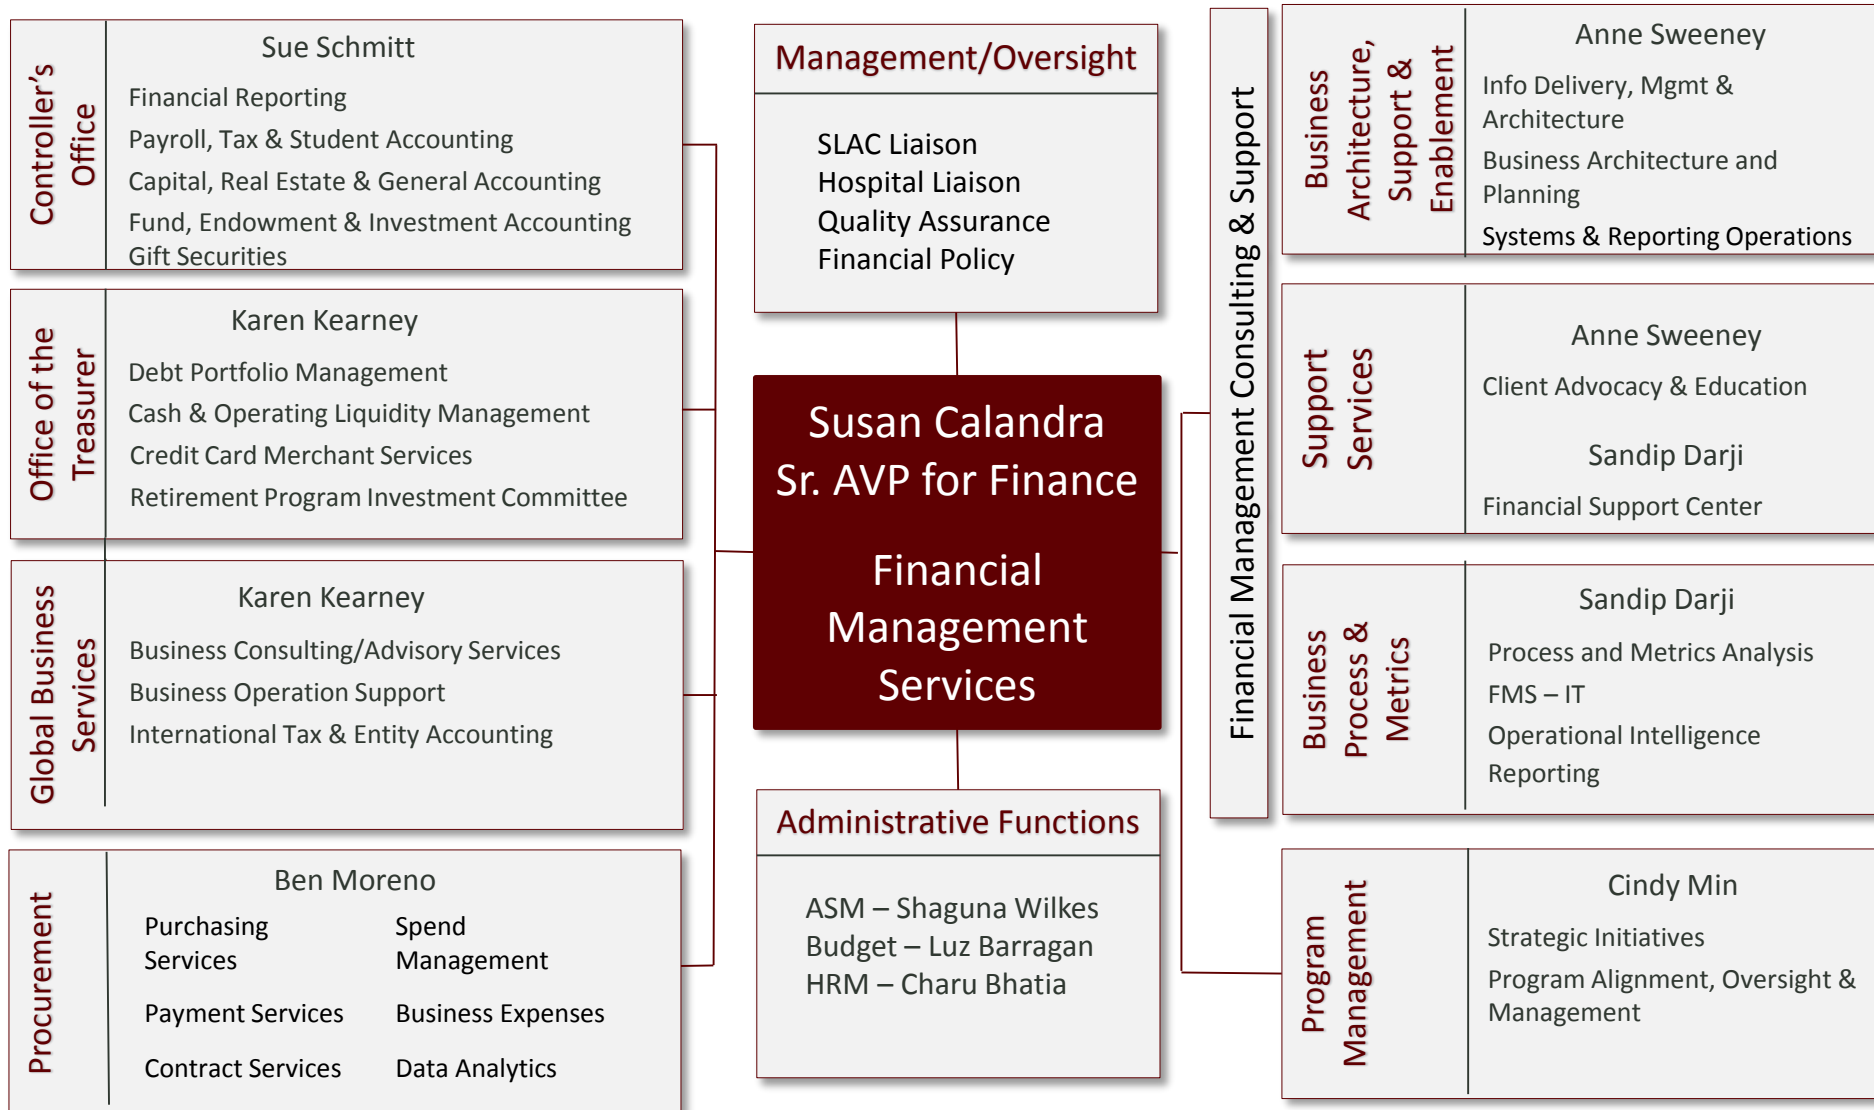 Controller's
Office
Sue Schmitt
Financial Reporting
Payroll, Tax & Student Accounting
Capital, Real Estate & General Accounting
Fund, Endowment & Investment Accounting
Gift Securities
Office of the
Treasurer
Karen Kearney
Debt Portfolio Management
Cash & Operating Liquidity Management
Credit Card Merchant Services
Retirement Program Investment Committee
Global Business
Services
Karen Kearney
Business Consulting/Advisory Services
Business Operation Support
International Tax & Entity Accounting
Procurement
Ben Moreno
Purchasing
Services
Spend
Management
Payment Services
Business Expenses
Contract Services
Data Analytics
Management/Oversight
SLAC Liaison
Hospital Liaison
Quality Assurance
Financial Policy
Susan Calandra
Sr. AVP for Finance
Financial
Management
Services
Administrative Functions
ASM – Shaguna Wilkes
Budget – Luz Barragan
HRM – Charu Bhatia
Financial Management Consulting & Support
Business
Architecture,
Support &
Enablement
Anne Sweeney
Info Delivery, Mgmt &
Architecture
Business Architecture and
Planning
Systems & Reporting Operations
Support
Services
Anne Sweeney
Client Advocacy & Education
Sandip Darji
Financial Support Center
Business
Process &
Metrics
Sandip Darji
Process and Metrics Analysis
FMS – IT
Operational Intelligence
Reporting
Program
Management
Cindy Min
Strategic Initiatives
Program Alignment, Oversight &
Management